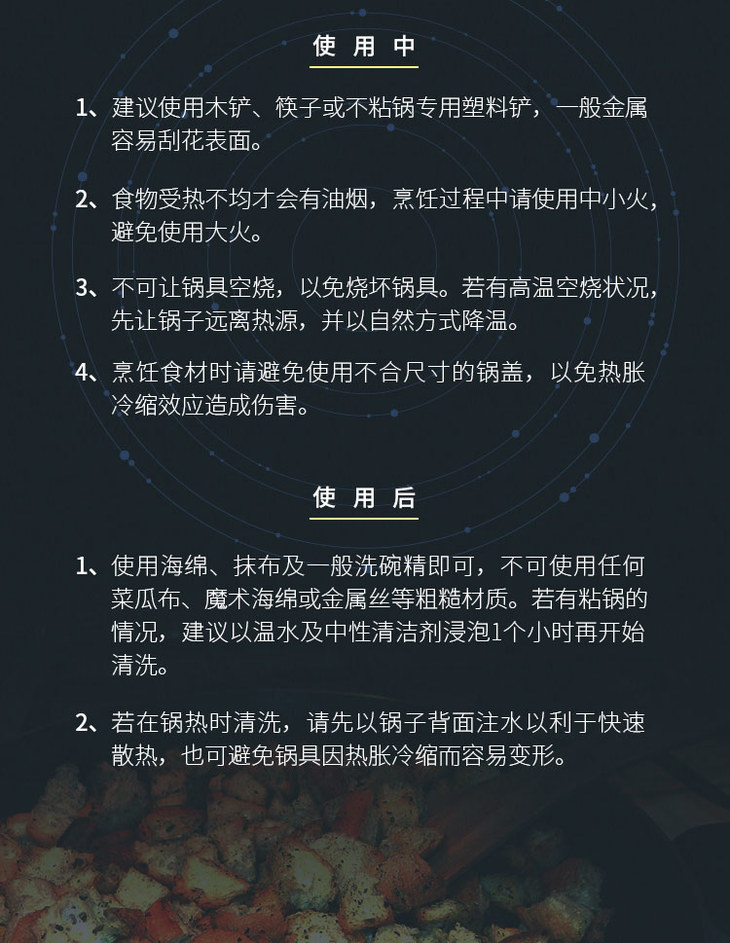 使用中
1、建议使用木铲、筷子或不粘锅专用塑料铲，一般金属
容易刮花表面。
2、食物受热不均才会有油烟，烹饪过程中请使用中小火，
避免使用大火。
3、不可让锅具空烧，以免烧坏锅具。若有高温空烧状况，
先让锅子远离热源，并以自然方式降温。
4、烹饪食材时请避免使用不合尺寸的锅盖，以免热胀
冷缩效应造成伤害。
使用后
1、使用海绵、抹布及一般洗碗精即可，不可使用任何
菜瓜布、魔术海绵或金属丝等粗糙材质。若有粘锅的
情况，建议以温水及中性清洁剂浸泡1个小时再开始
清洗。
2、若在锅热时清洗，请先以锅子背面注水以利于快速
散热，也可避免锅具因热胀冷缩而容易变形。